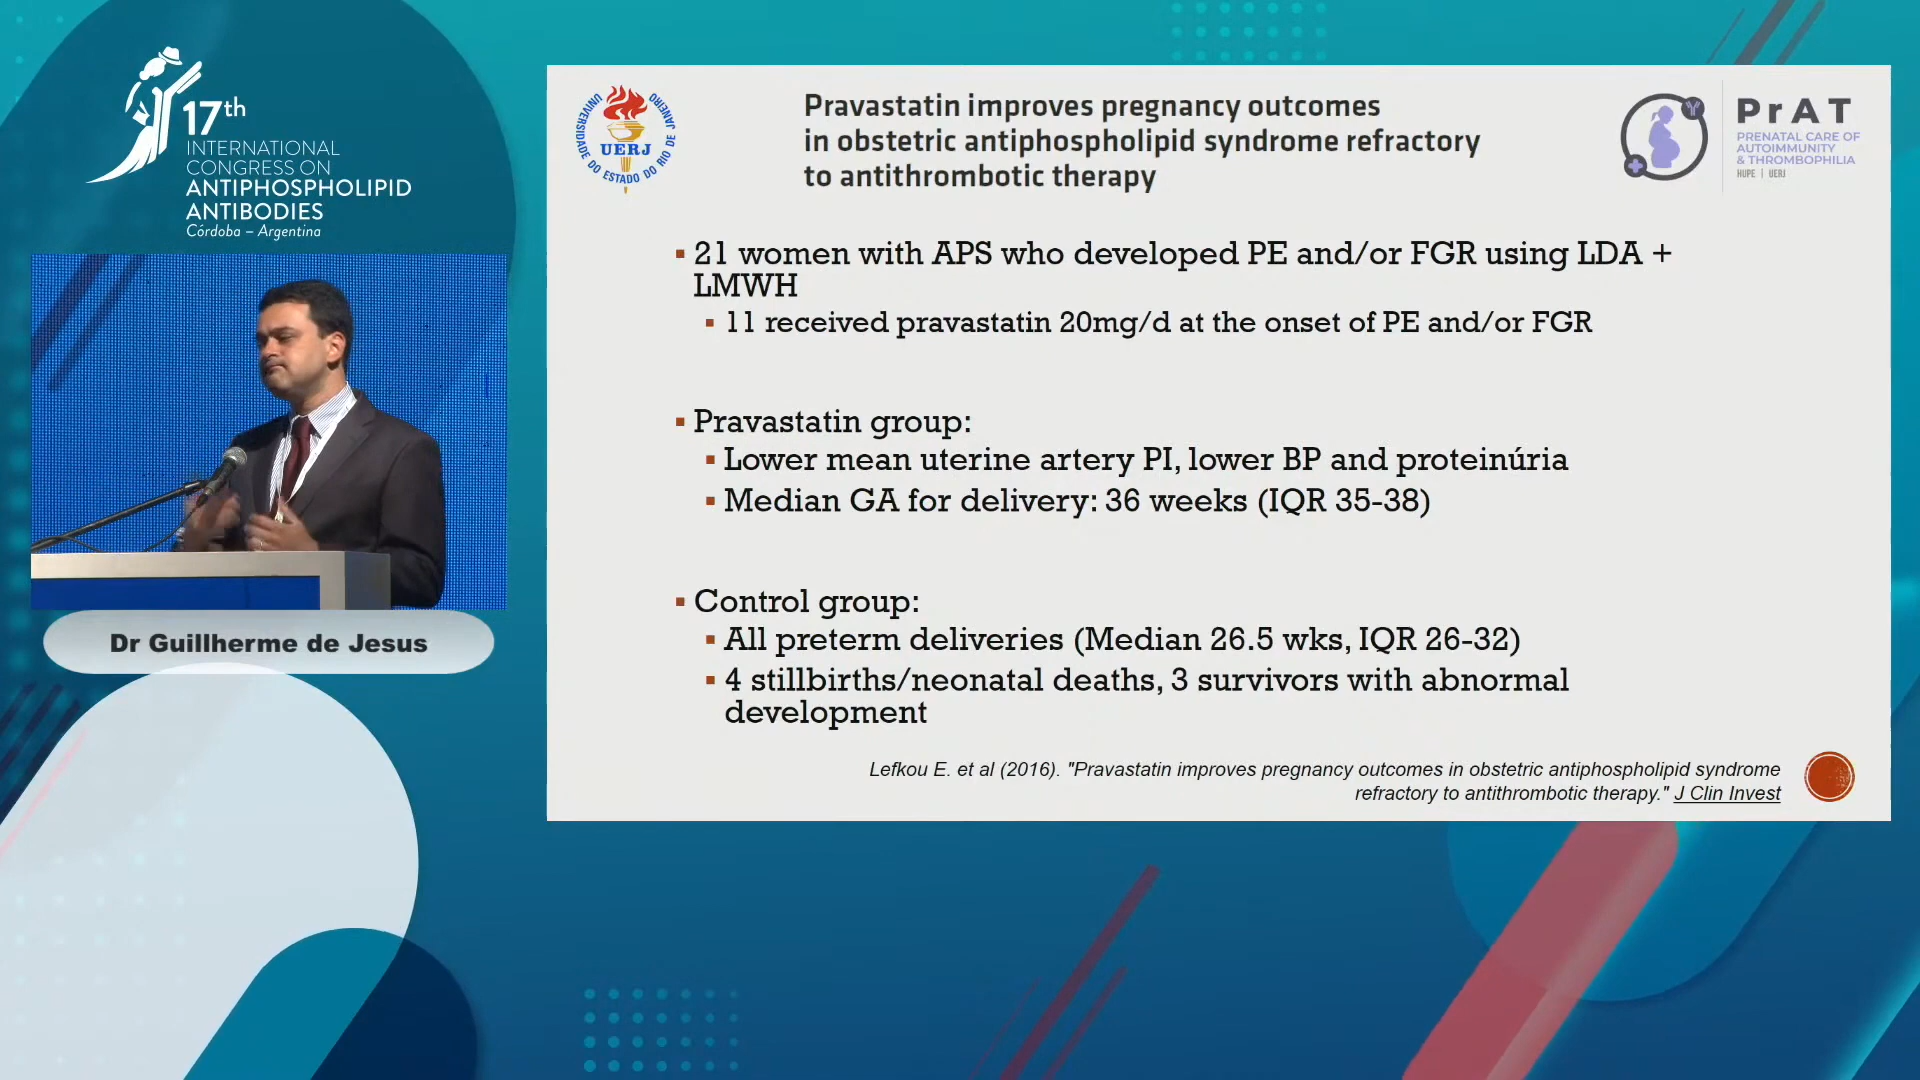 17th
INTERNATIONAL
CONGRESS ON
ANTIPHOSPHOLIPID
ANTIBODIES
Córdoba – Argentina
Dr Guillherme de Jesus
UNIVERSIDADE DO ESTADO DO RIO DE JANEIRO
UERJ
Pravastatin improves pregnancy outcomes
in obstetric antiphospholipid syndrome refractory
to antithrombotic therapy
PrAT
PRENATAL CARE OF
AUTOIMMUNITY
& THROMBOPHILIA
HUPE | UERJ
▪ 21 women with APS who developed PE and/or FGR using LDA +
LMWH
▪ 11 received pravastatin 20mg/d at the onset of PE and/or FGR
▪ Pravastatin group:
▪ Lower mean uterine artery PI, lower BP and proteinúria
▪ Median GA for delivery: 36 weeks (IQR 35-38)
▪ Control group:
▪ All preterm deliveries (Median 26.5 wks, IQR 26-32)
▪ 4 stillbirths/neonatal deaths, 3 survivors with abnormal
development
Lefkou E. et al (2016). "Pravastatin improves pregnancy outcomes in obstetric antiphospholipid syndrome
refractory to antithrombotic therapy." J Clin Invest